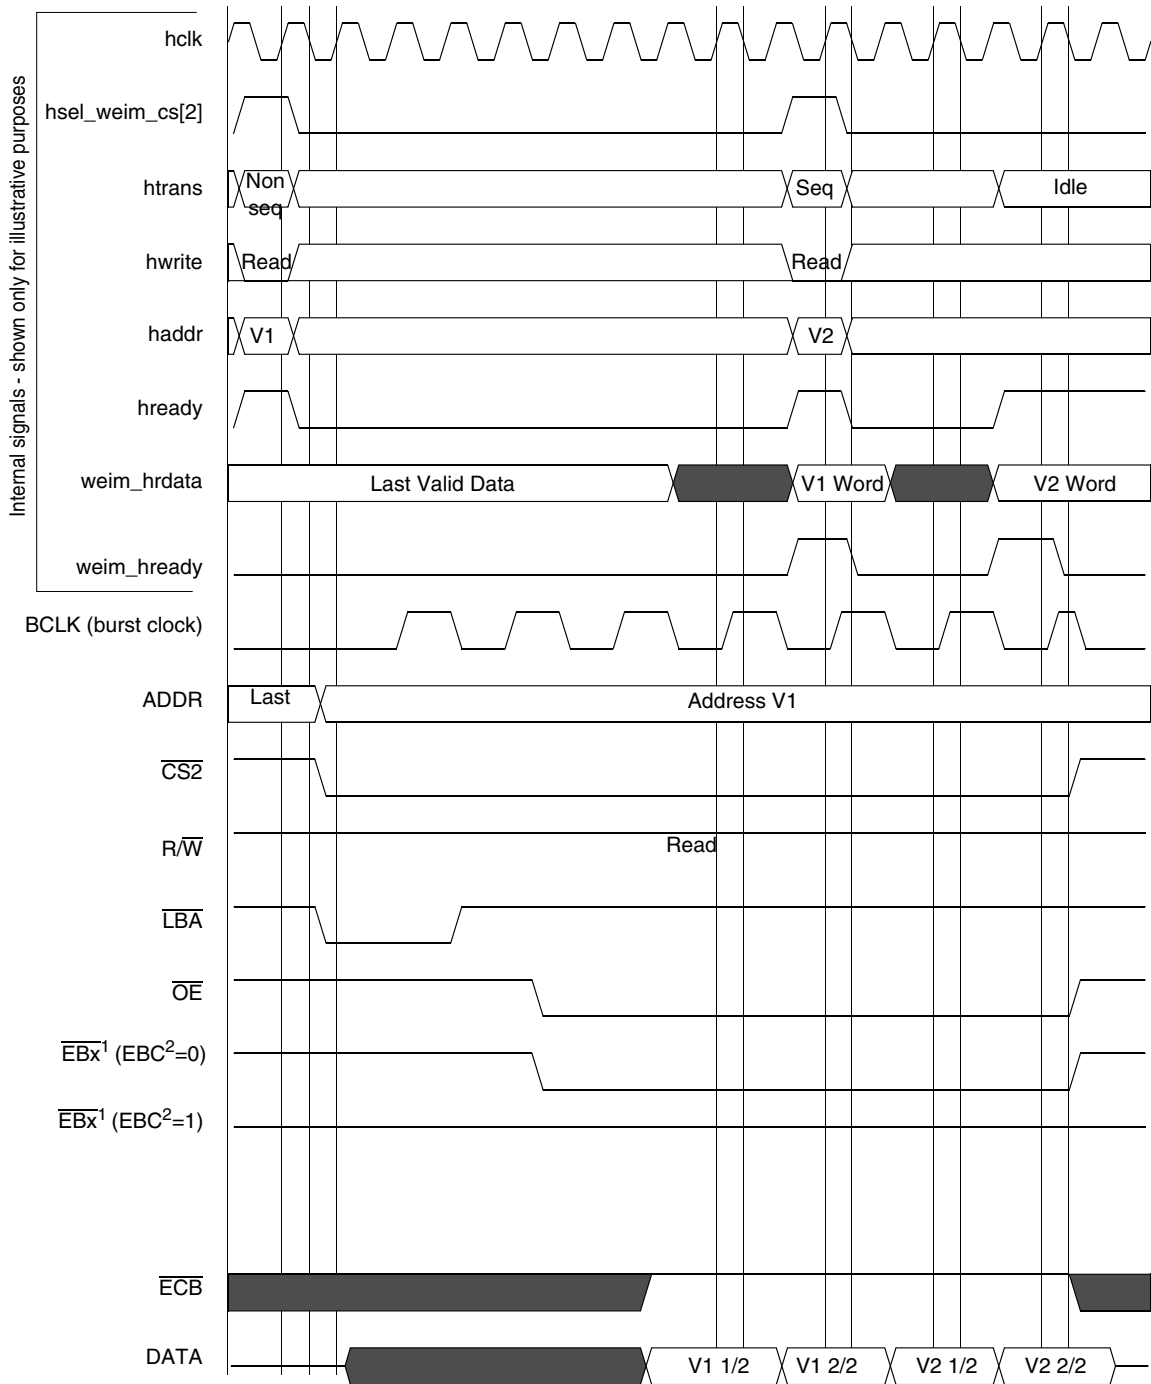 Internal signals - shown only for illustrative purposes
hclk
hsel_weim_cs[2]
htrans Non seq Seq Idle
hwrite Read Read
haddr V1 V2
hready
weim_hrdata Last Valid Data V1 Word V2 Word
weim_hready
BCLK (burst clock)
ADDR Last Address V1
CS2
R/W Read
LBA
OE
EBx1 (EBC2=0)
EBx1 (EBC2=1)
ECB
DATA V1 1/2 V1 2/2 V2 1/2 V2 2/2